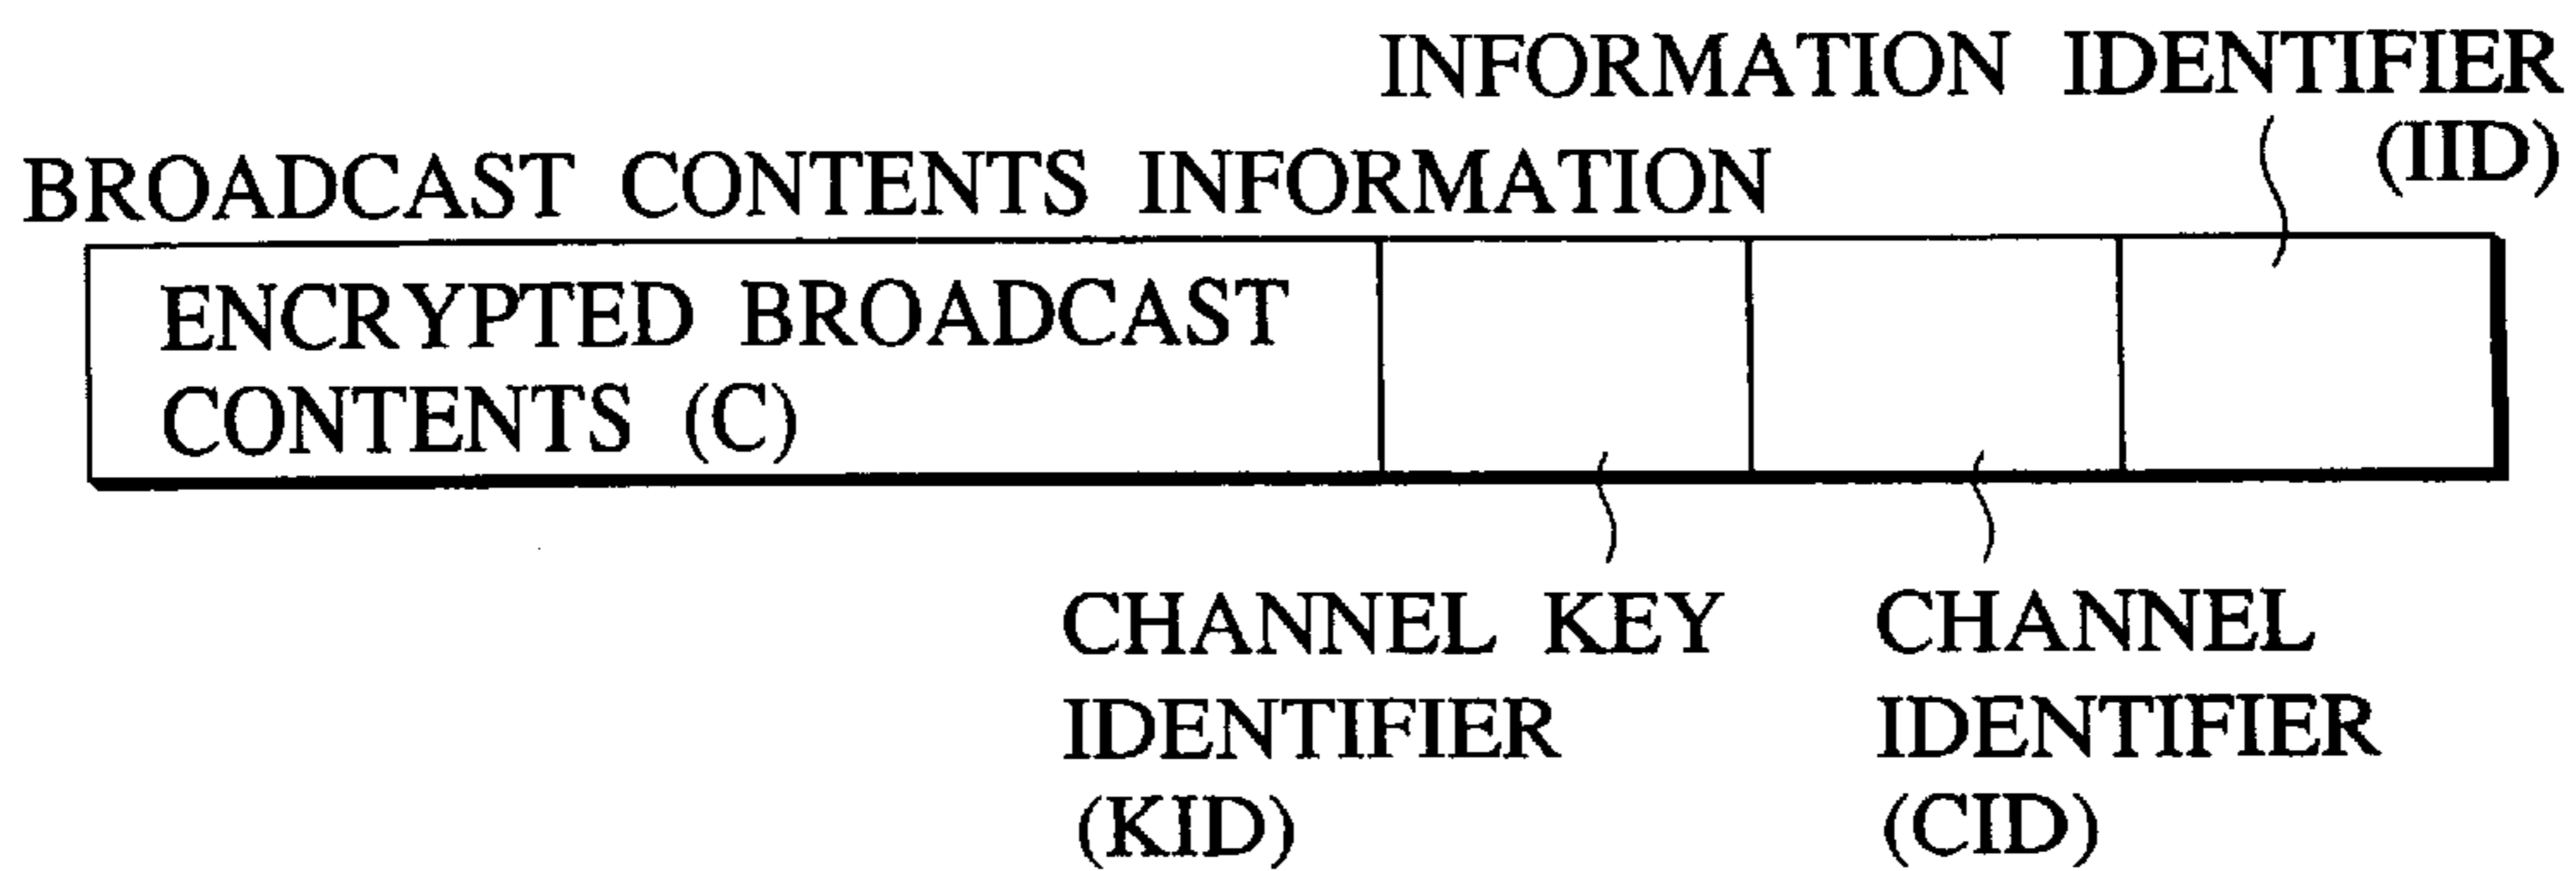 INFORMATION IDENTIFIER
(IID)
BROADCAST CONTENTS INFORMATION
ENCRYPTED BROADCAST
CONTENTS (C)
CHANNEL KEY
IDENTIFIER
(KID)
CHANNEL
IDENTIFIER
(CID)